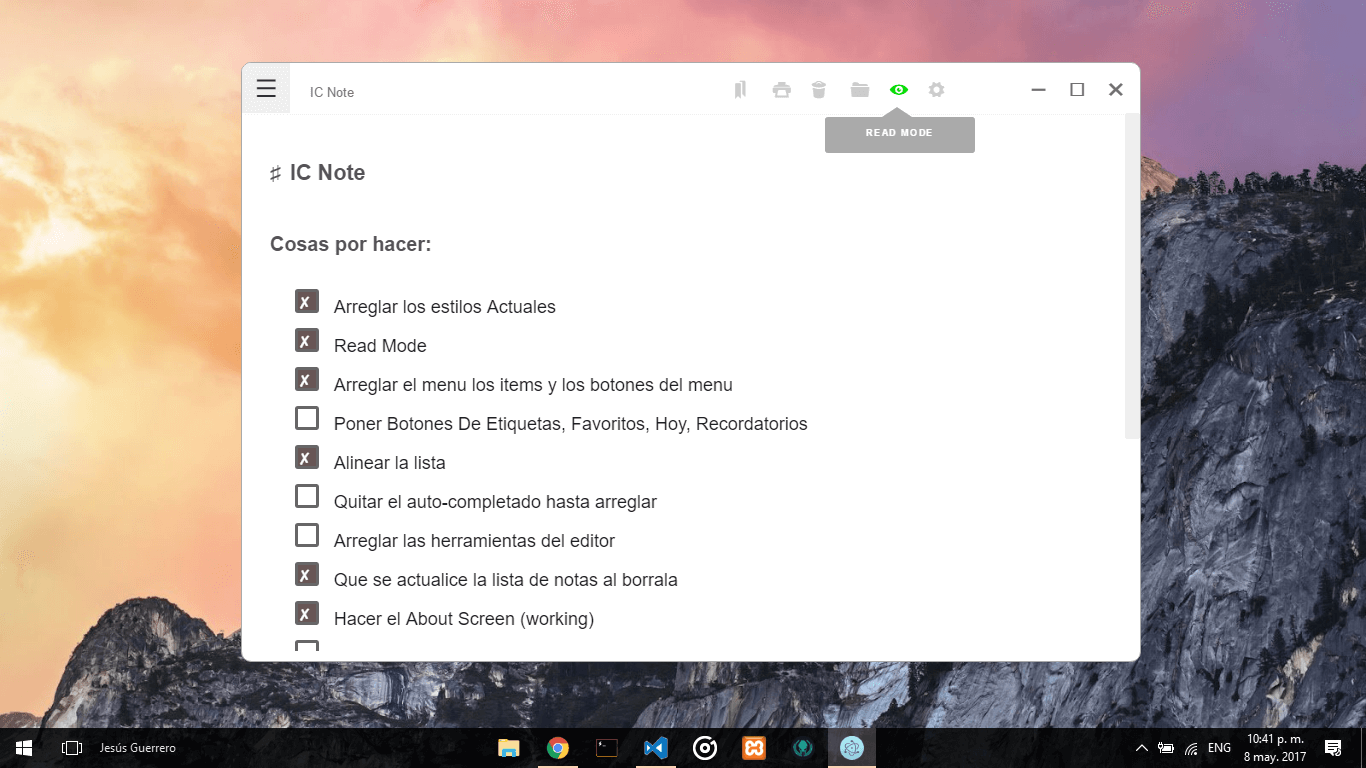 IC Note
READ MODE
♯ IC Note
Cosas por hacer:
Arreglar los estilos Actuales
Read Mode
Arreglar el menu los items y los botones del menu
Poner Botones De Etiquetas, Favoritos, Hoy, Recordatorios
Alinear la lista
Quitar el auto-completado hasta arreglar
Arreglar las herramientas del editor
Que se actualice la lista de notas al borrala
Hacer el About Screen (working)
Jesús Guerrero
ENG
10:41 p. m.
8 may. 2017